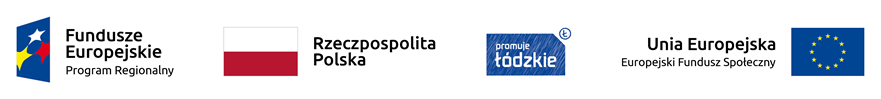 Fundusze
Europejskie
Program Regionalny
Rzeczpospolita
Polska
promuje
Łódzkie
Ł
Unia Europejska
Europejski Fundusz Społeczny